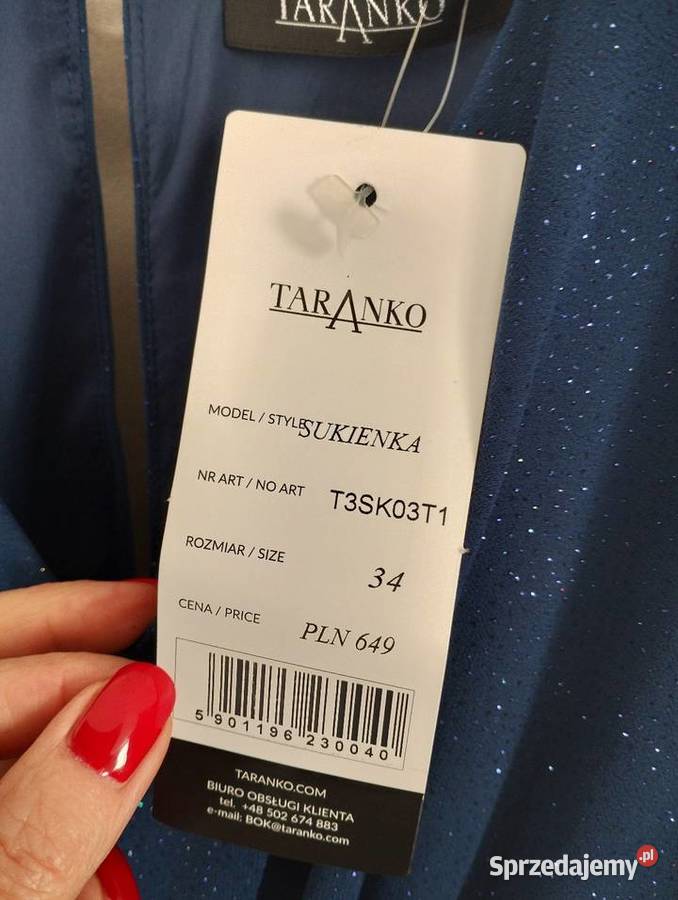 TARANKO
TARANKO
MODEL / STYLE SUKIENKA
NR ART / NO ART T3SK03T1
ROZMIAR / SIZE 34
CENA / PRICE PLN 649
5 901196 230040
TARANKO.COM
BIURO OBSŁUGI KLIENTA
tel. +48 502 674 883
e-mail: BOK@taranko.com
Sprzedajemy.pl